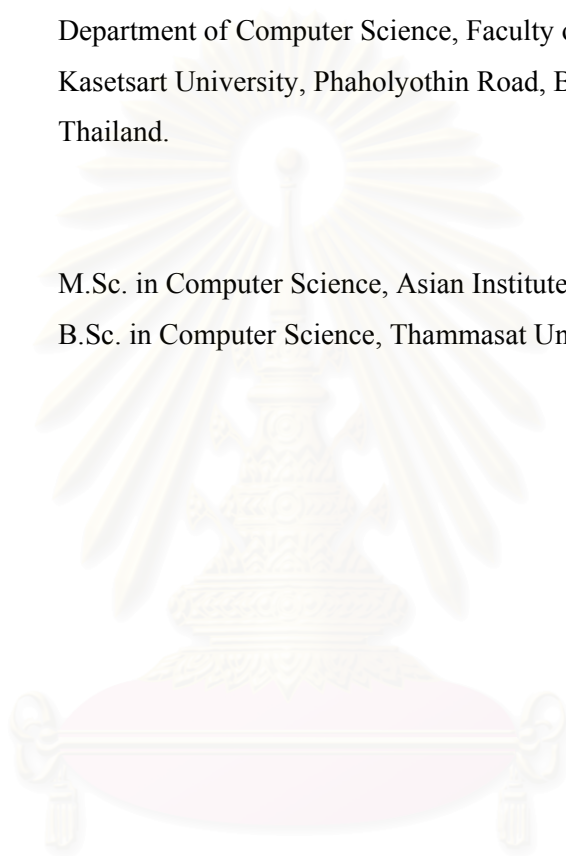 Department of Computer Science, Faculty
Kasetsart University, Phaholyothin Road,
Thailand.
M.Sc. in Computer Science, Asian Institute
B.Sc. in Computer Science, Thammasat